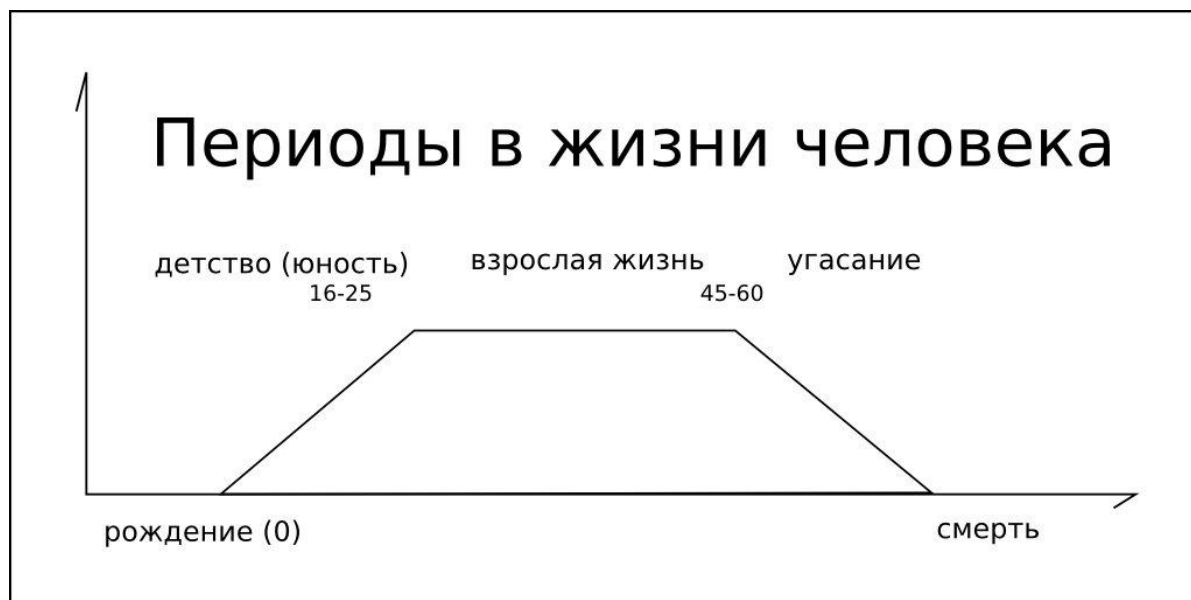 Периоды в жизни человека
детство (юность) взрослая жизнь угасание
16-25 45-60
рождение (0) смерть